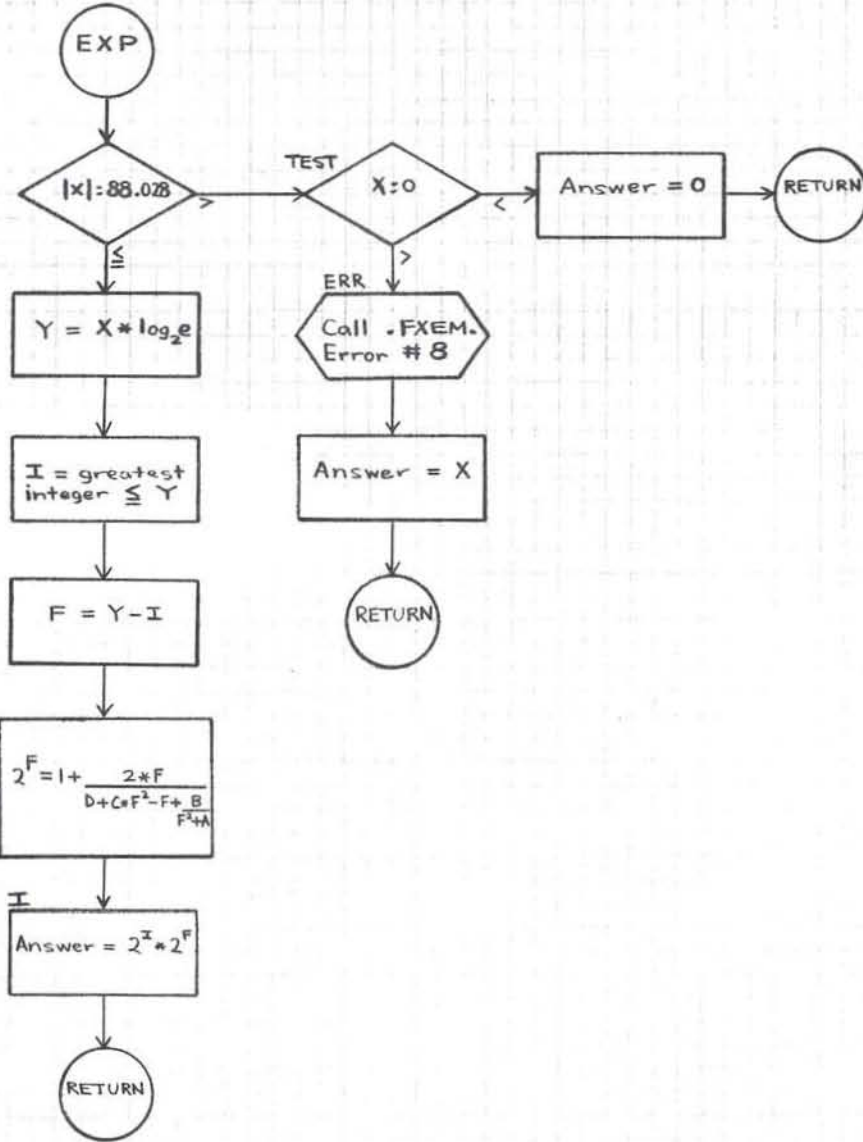 EXP
|x|:88.028
>
≤
TEST
X:0
<
>
Answer = 0
RETURN
Y = X * log₂e
ERR
Call .FXEM.
Error # 8
I = greatest
integer ≤ Y
Answer = X
F = Y - I
RETURN
2^F = 1 + 2*F / (D+C*F²-F+ B / (F²+A))
I
Answer = 2^I * 2^F
RETURN